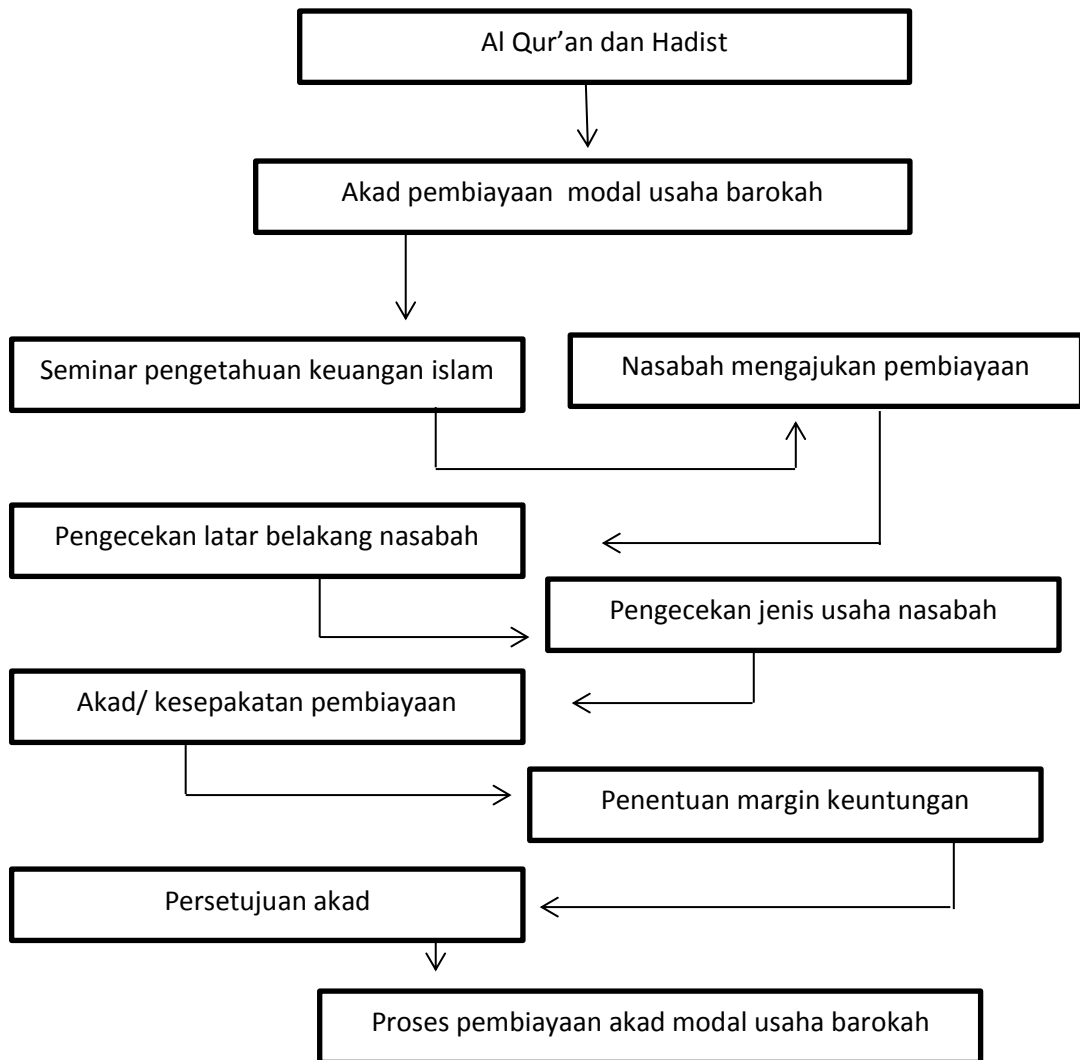 Al Qur’an dan Hadist
Akad pembiayaan  modal usaha barokah
Seminar pengetahuan keuangan islam
Nasabah mengajukan pembiayaan
Pengecekan latar belakang nasabah
Pengecekan jenis usaha nasabah
Akad/ kesepakatan pembiayaan
Penentuan margin keuntungan
Persetujuan akad
Proses pembiayaan akad modal usaha barokah